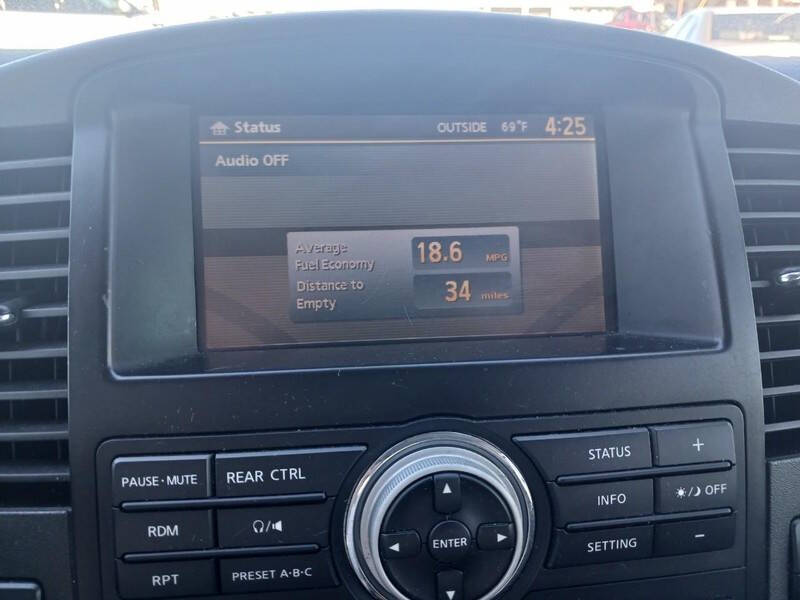 Status OUTSIDE 69°F 4:25
Audio OFF
Average
Fuel Economy 18.6 MPG
Distance to
Empty 34 miles
PAUSE·MUTE REAR CTRL STATUS +
RDM INFO OFF
RPT PRESET A·B·C ENTER SETTING −